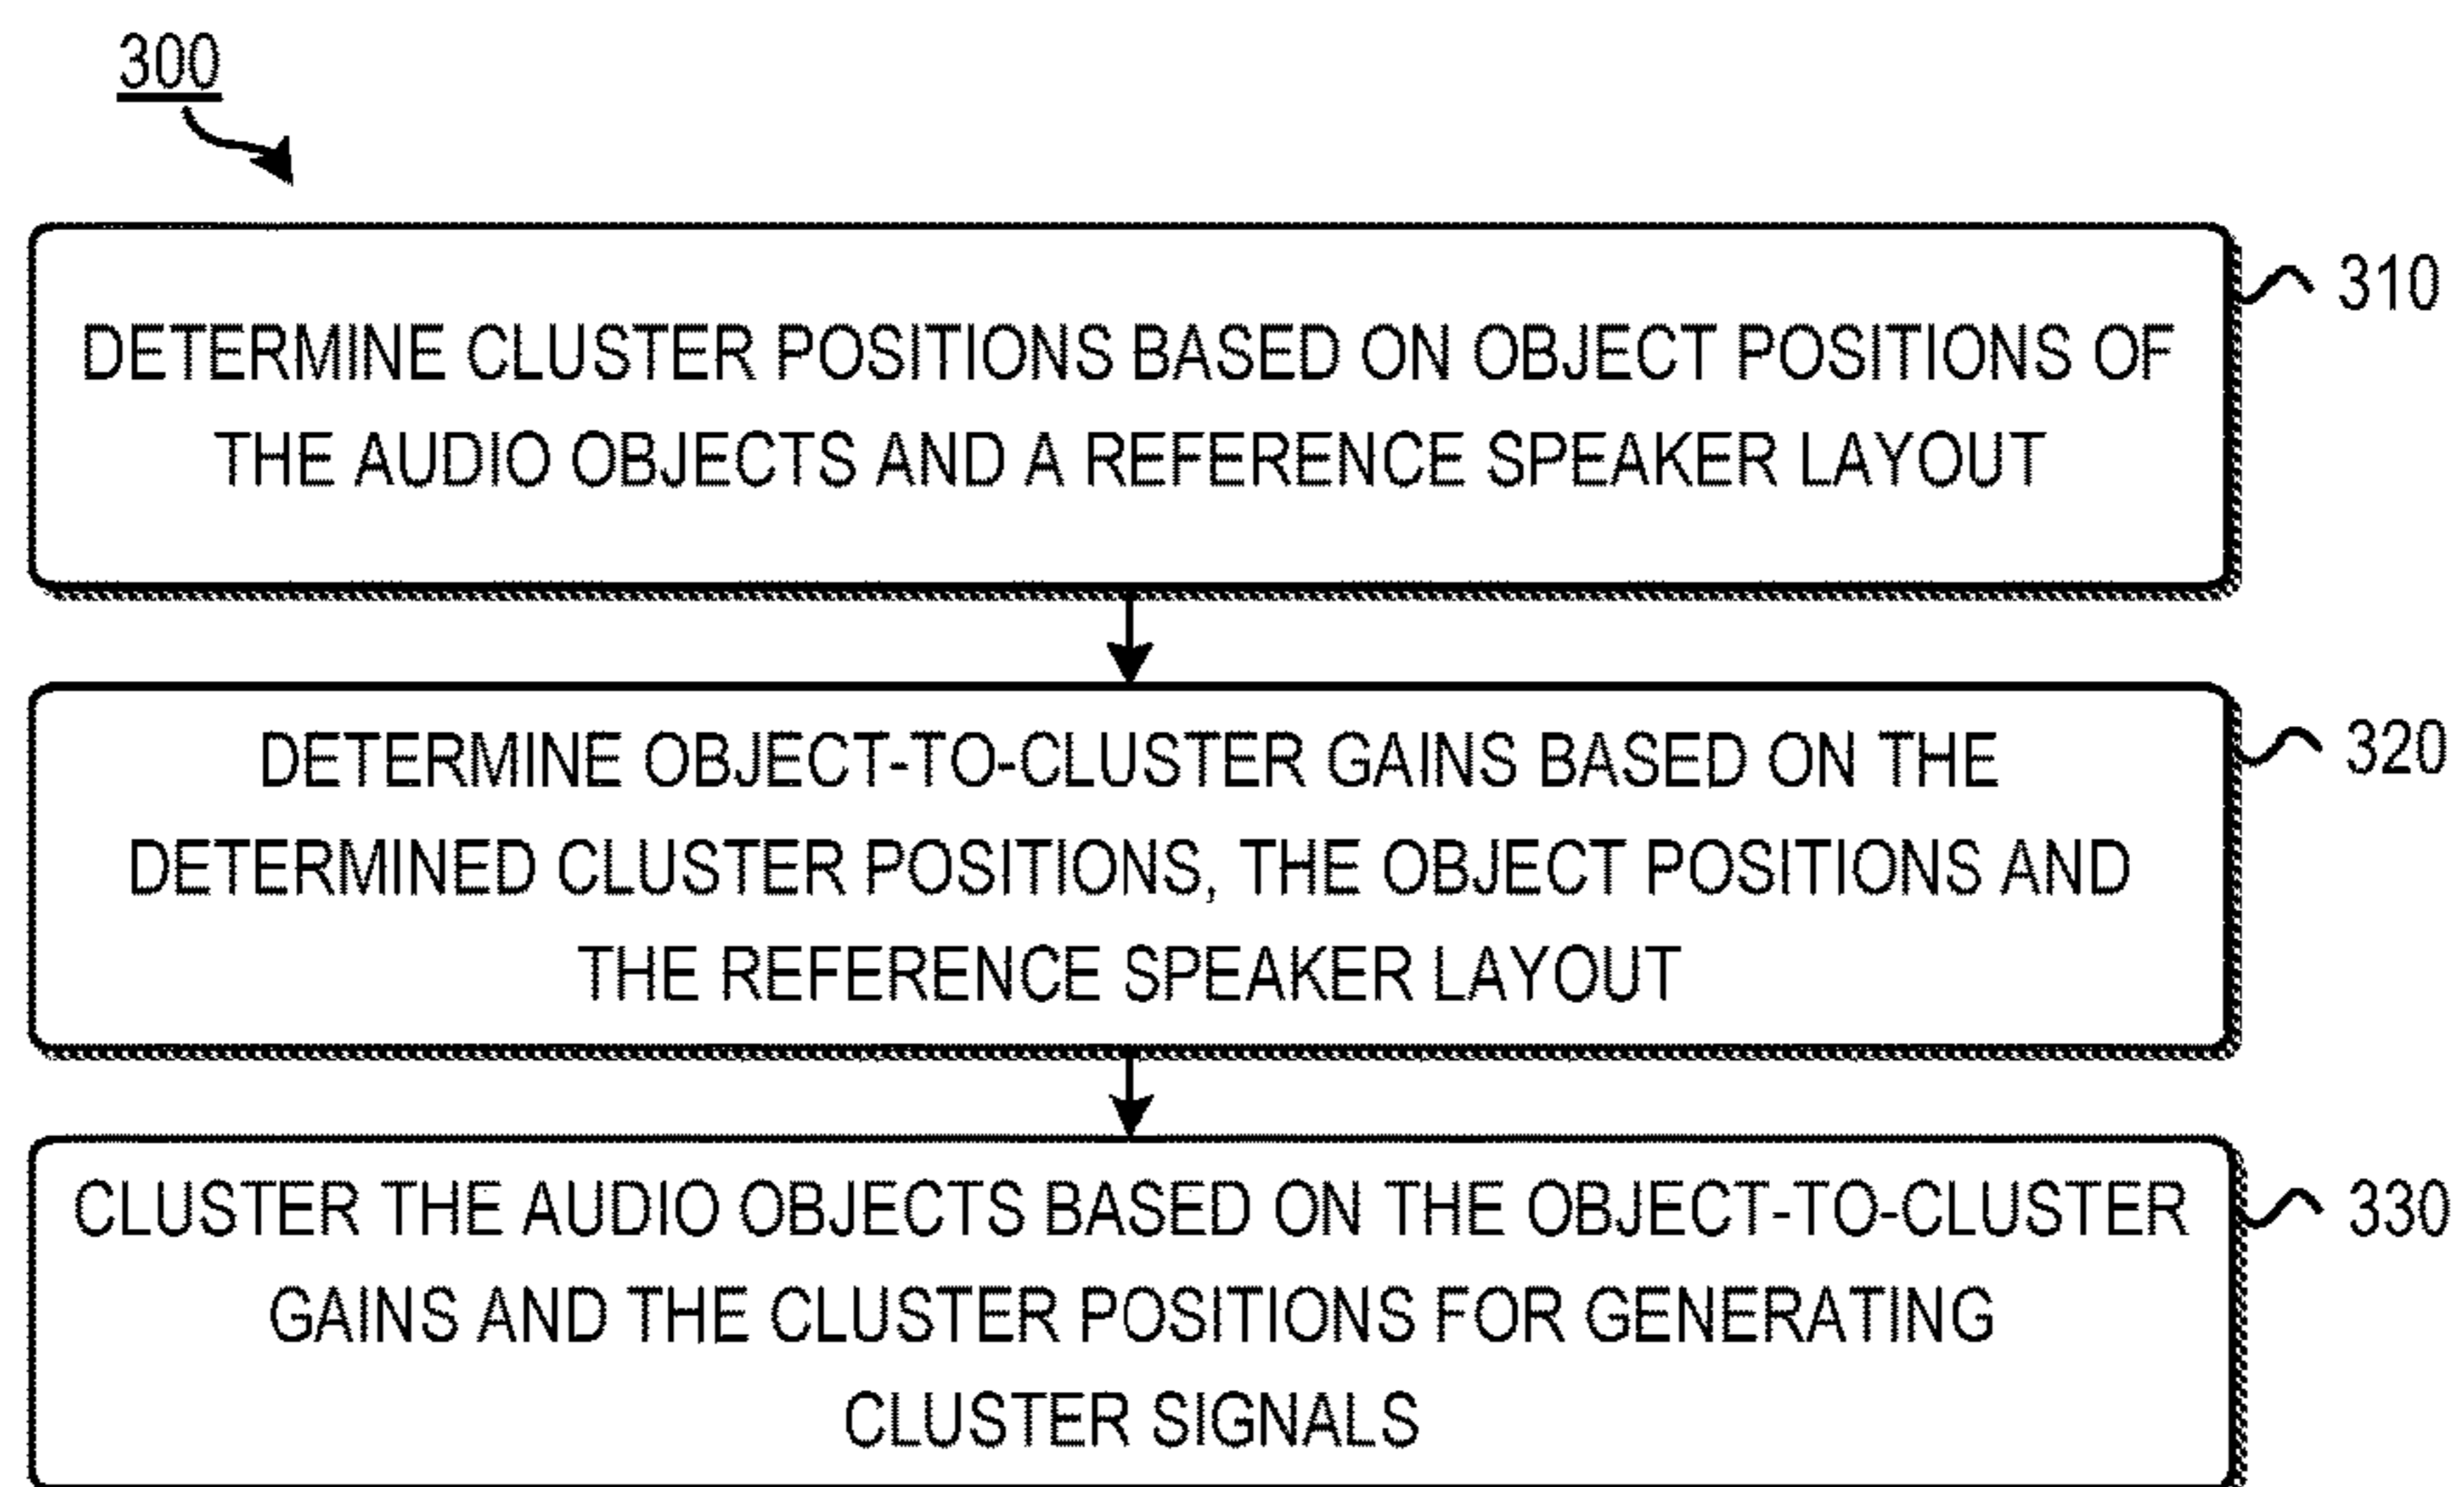 300
310
DETERMINE CLUSTER POSITIONS BASED ON OBJECT POSITIONS OF
THE AUDIO OBJECTS AND A REFERENCE SPEAKER LAYOUT
320
DETERMINE OBJECT-TO-CLUSTER GAINS BASED ON THE
DETERMINED CLUSTER POSITIONS, THE OBJECT POSITIONS AND
THE REFERENCE SPEAKER LAYOUT
330
CLUSTER THE AUDIO OBJECTS BASED ON THE OBJECT-TO-CLUSTER
GAINS AND THE CLUSTER POSITIONS FOR GENERATING
CLUSTER SIGNALS